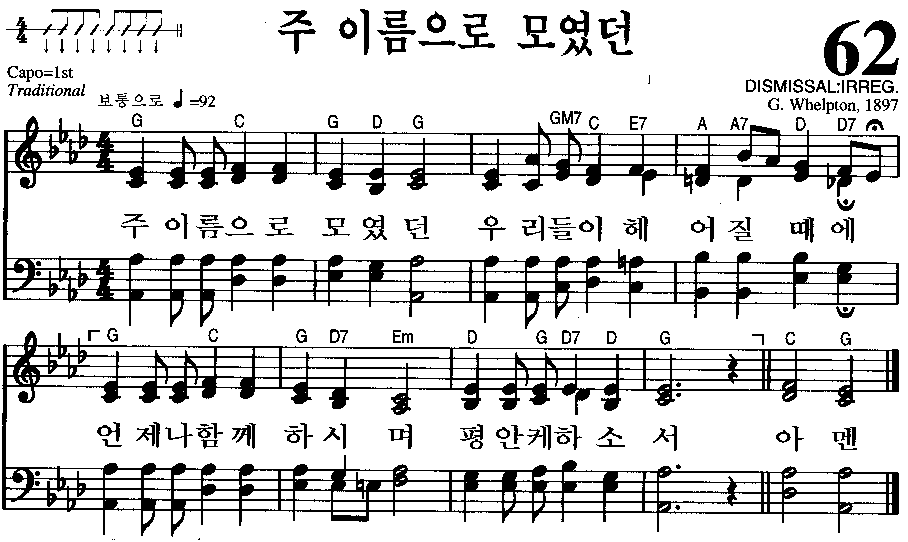 주 이름으로 모였던
62
Capo=1st
Traditional
DISMISSAL:IRREG.
G. Whelpton, 1897
보통으로 ♩=92
G C G D G GM7 C E7 A A7 D D7
주 이름으로 모였던 우리들이 헤어질 때에
G C G D7 Em D G D7 D G C G
언제나함께 하시며 평안케하소서 아멘